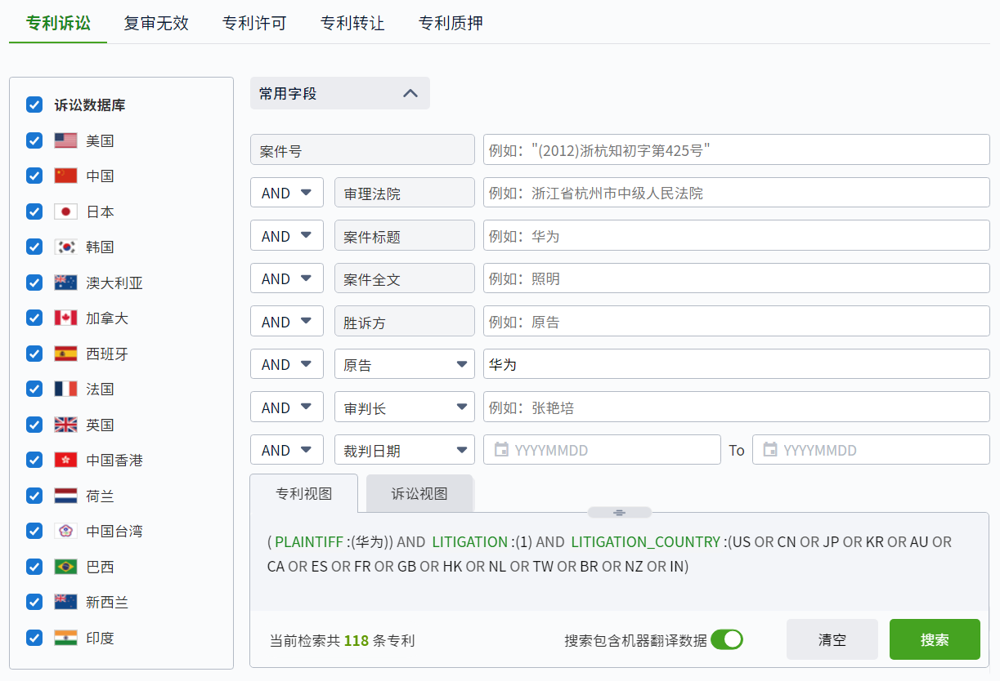 专利诉讼 复审无效 专利许可 专利转让 专利质押
诉讼数据库
美国
中国
日本
韩国
澳大利亚
加拿大
西班牙
法国
英国
中国香港
荷兰
中国台湾
巴西
新西兰
印度
常用字段
案件号 例如："(2012)浙杭知初字第425号"
AND 审理法院 例如：浙江省杭州市中级人民法院
AND 案件标题 例如：华为
AND 案件全文 例如：照明
AND 胜诉方 例如：原告
AND 原告 华为
AND 审判长 例如：张艳培
AND 裁判日期 YYYYMMDD To YYYYMMDD
专利视图 诉讼视图
( PLAINTIFF :(华为)) AND LITIGATION :(1) AND LITIGATION_COUNTRY :(US OR CN OR JP OR KR OR AU OR
CA OR ES OR FR OR GB OR HK OR NL OR TW OR BR OR NZ OR IN)
当前检索共 118 条专利 搜索包含机器翻译数据 清空 搜索